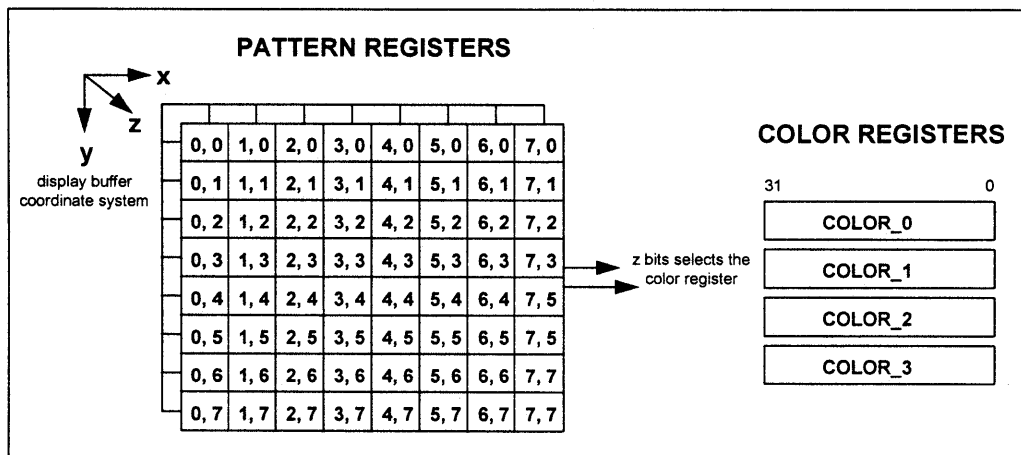 PATTERN REGISTERS
x
z
y
display buffer
coordinate system
0, 0 1, 0 2, 0 3, 0 4, 0 5, 0 6, 0 7, 0
0, 1 1, 1 2, 1 3, 1 4, 1 5, 1 6, 1 7, 1
0, 2 1, 2 2, 2 3, 2 4, 2 5, 2 6, 2 7, 2
0, 3 1, 3 2, 3 3, 3 4, 3 5, 3 6, 3 7, 3
0, 4 1, 4 2, 4 3, 4 4, 4 5, 4 6, 4 7, 5
0, 5 1, 5 2, 5 3, 5 4, 5 5, 5 6, 5 7, 5
0, 6 1, 6 2, 6 3, 6 4, 6 5, 6 6, 6 7, 7
0, 7 1, 7 2, 7 3, 7 4, 7 5, 7 6, 7 7, 7
z bits selects the
color register
COLOR REGISTERS
31 0
COLOR_0
COLOR_1
COLOR_2
COLOR_3